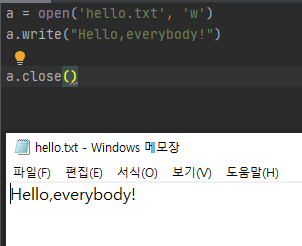 a = open('hello.txt', 'w')
a.write("Hello,everybody!")
a.close()
hello.txt - Windows 메모장
파일(F) 편집(E) 서식(O) 보기(V) 도움말(H)
Hello,everybody!